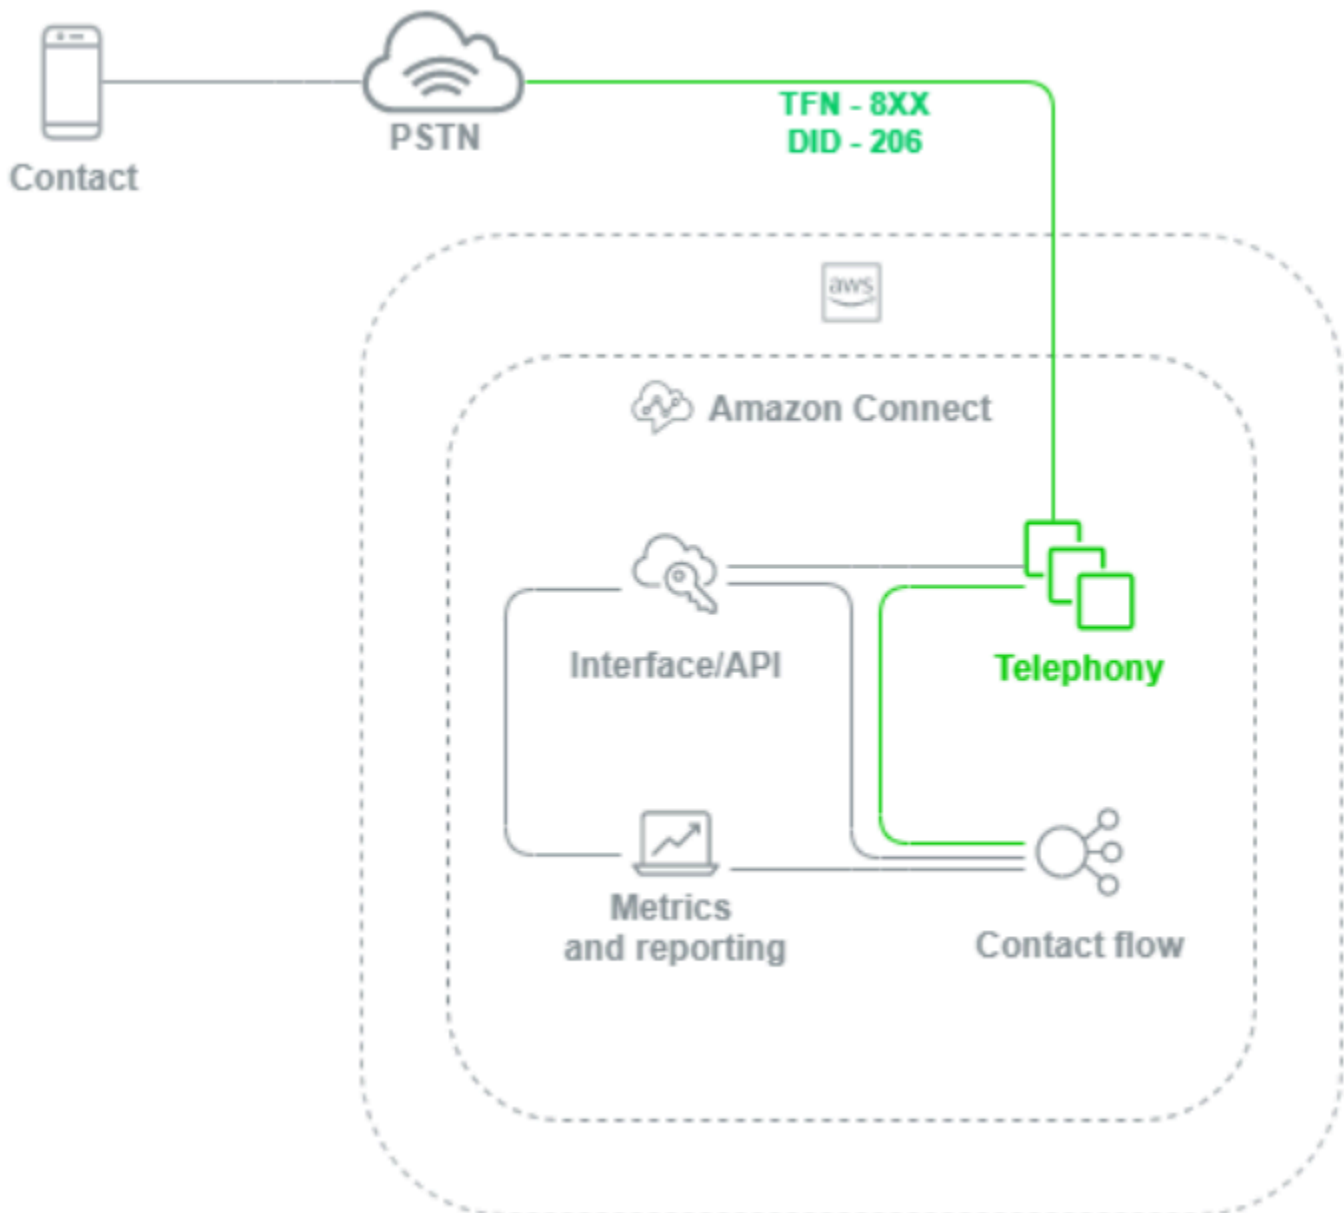 PSTN
Contact
TFN - 8XX
DID - 206
aws
Amazon Connect
Interface/API
Telephony
Metrics
and reporting
Contact flow